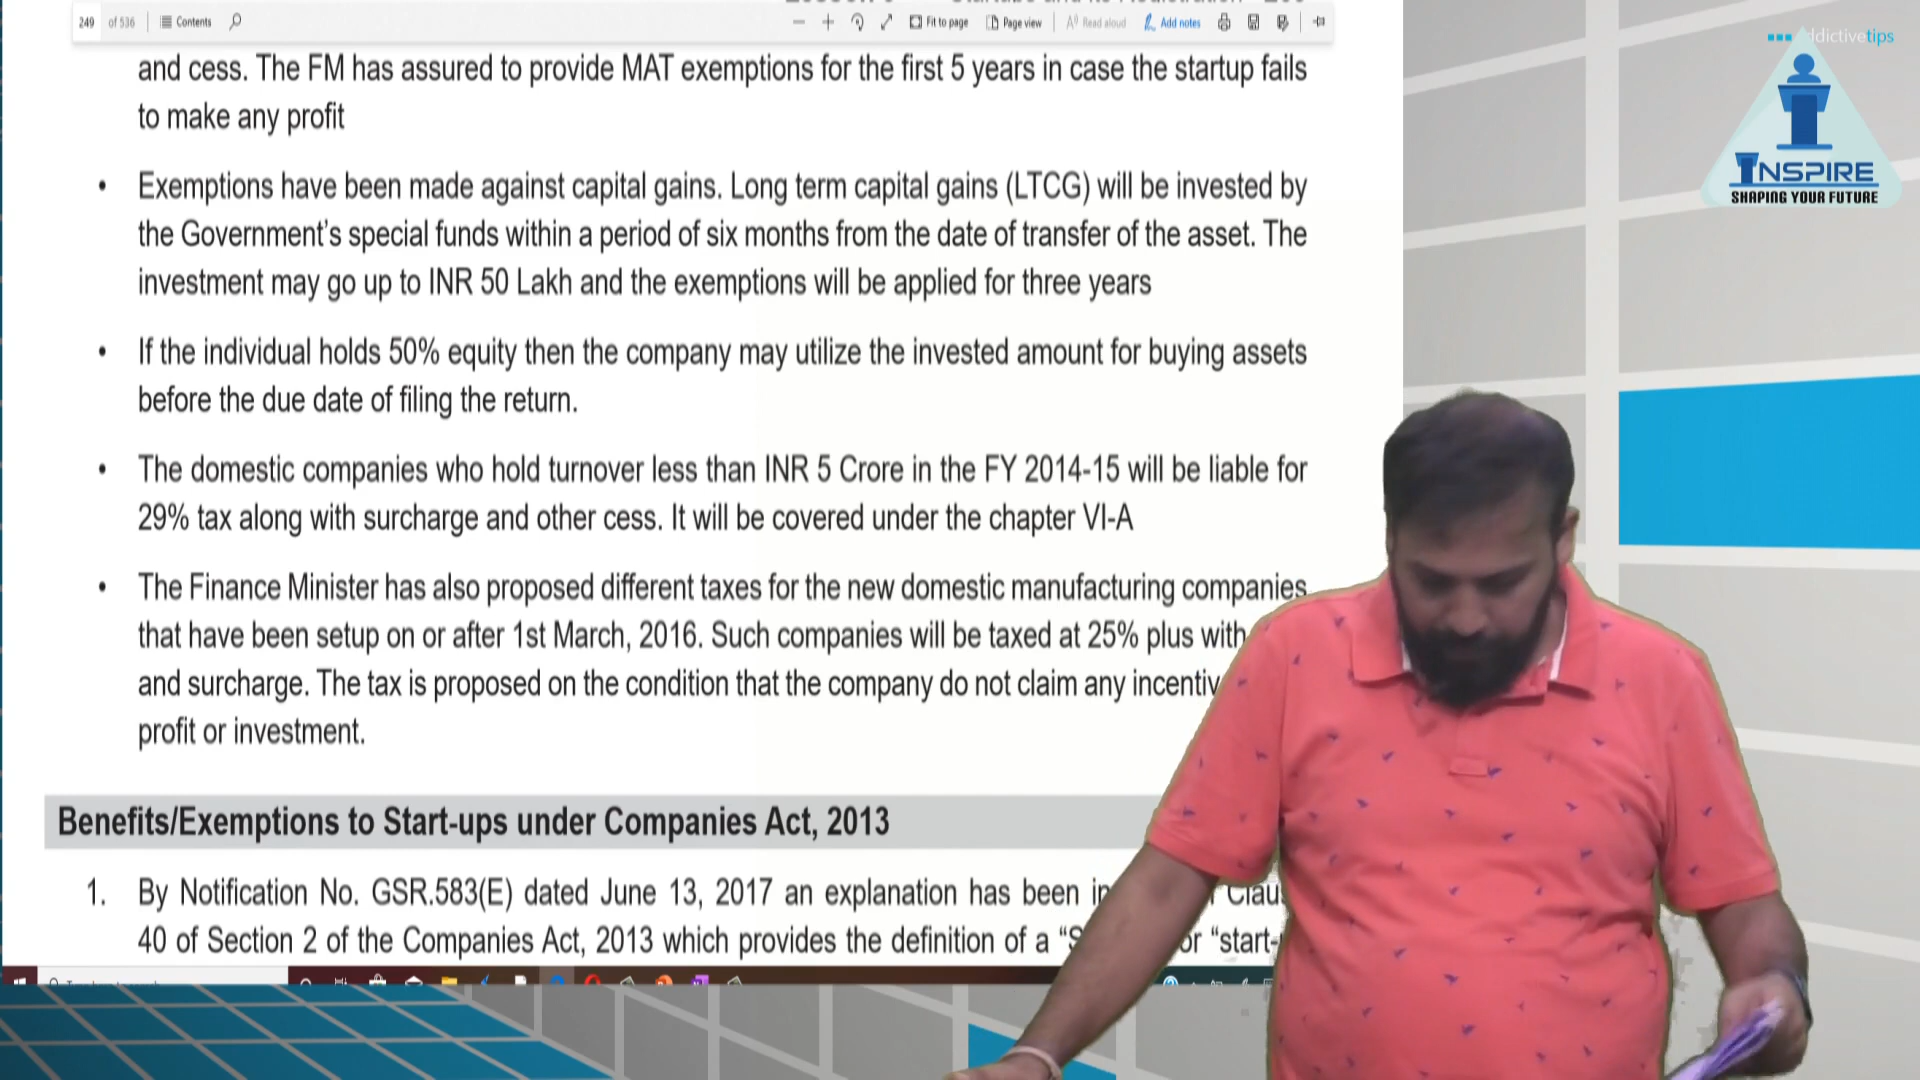 249 of 536 Contents Fit to page Page view Read aloud Add notes
and cess. The FM has assured to provide MAT exemptions for the first 5 years in case the startup fails
to make any profit
• Exemptions have been made against capital gains. Long term capital gains (LTCG) will be invested by
the Government's special funds within a period of six months from the date of transfer of the asset. The
investment may go up to INR 50 Lakh and the exemptions will be applied for three years
• If the individual holds 50% equity then the company may utilize the invested amount for buying assets
before the due date of filing the return.
• The domestic companies who hold turnover less than INR 5 Crore in the FY 2014-15 will be liable for
29% tax along with surcharge and other cess. It will be covered under the chapter VI-A
• The Finance Minister has also proposed different taxes for the new domestic manufacturing companies
that have been setup on or after 1st March, 2016. Such companies will be taxed at 25% plus with
and surcharge. The tax is proposed on the condition that the company do not claim any
profit or investment.
Benefits/Exemptions to Start-ups under Companies Act, 2013
1. By Notification No. GSR.583(E) dated June 13, 2017 an explanation has been
40 of Section 2 of the Companies Act, 2013 which provides the definition of a or "start-
addictivetips
INSPIRE
SHAPING YOUR FUTURE